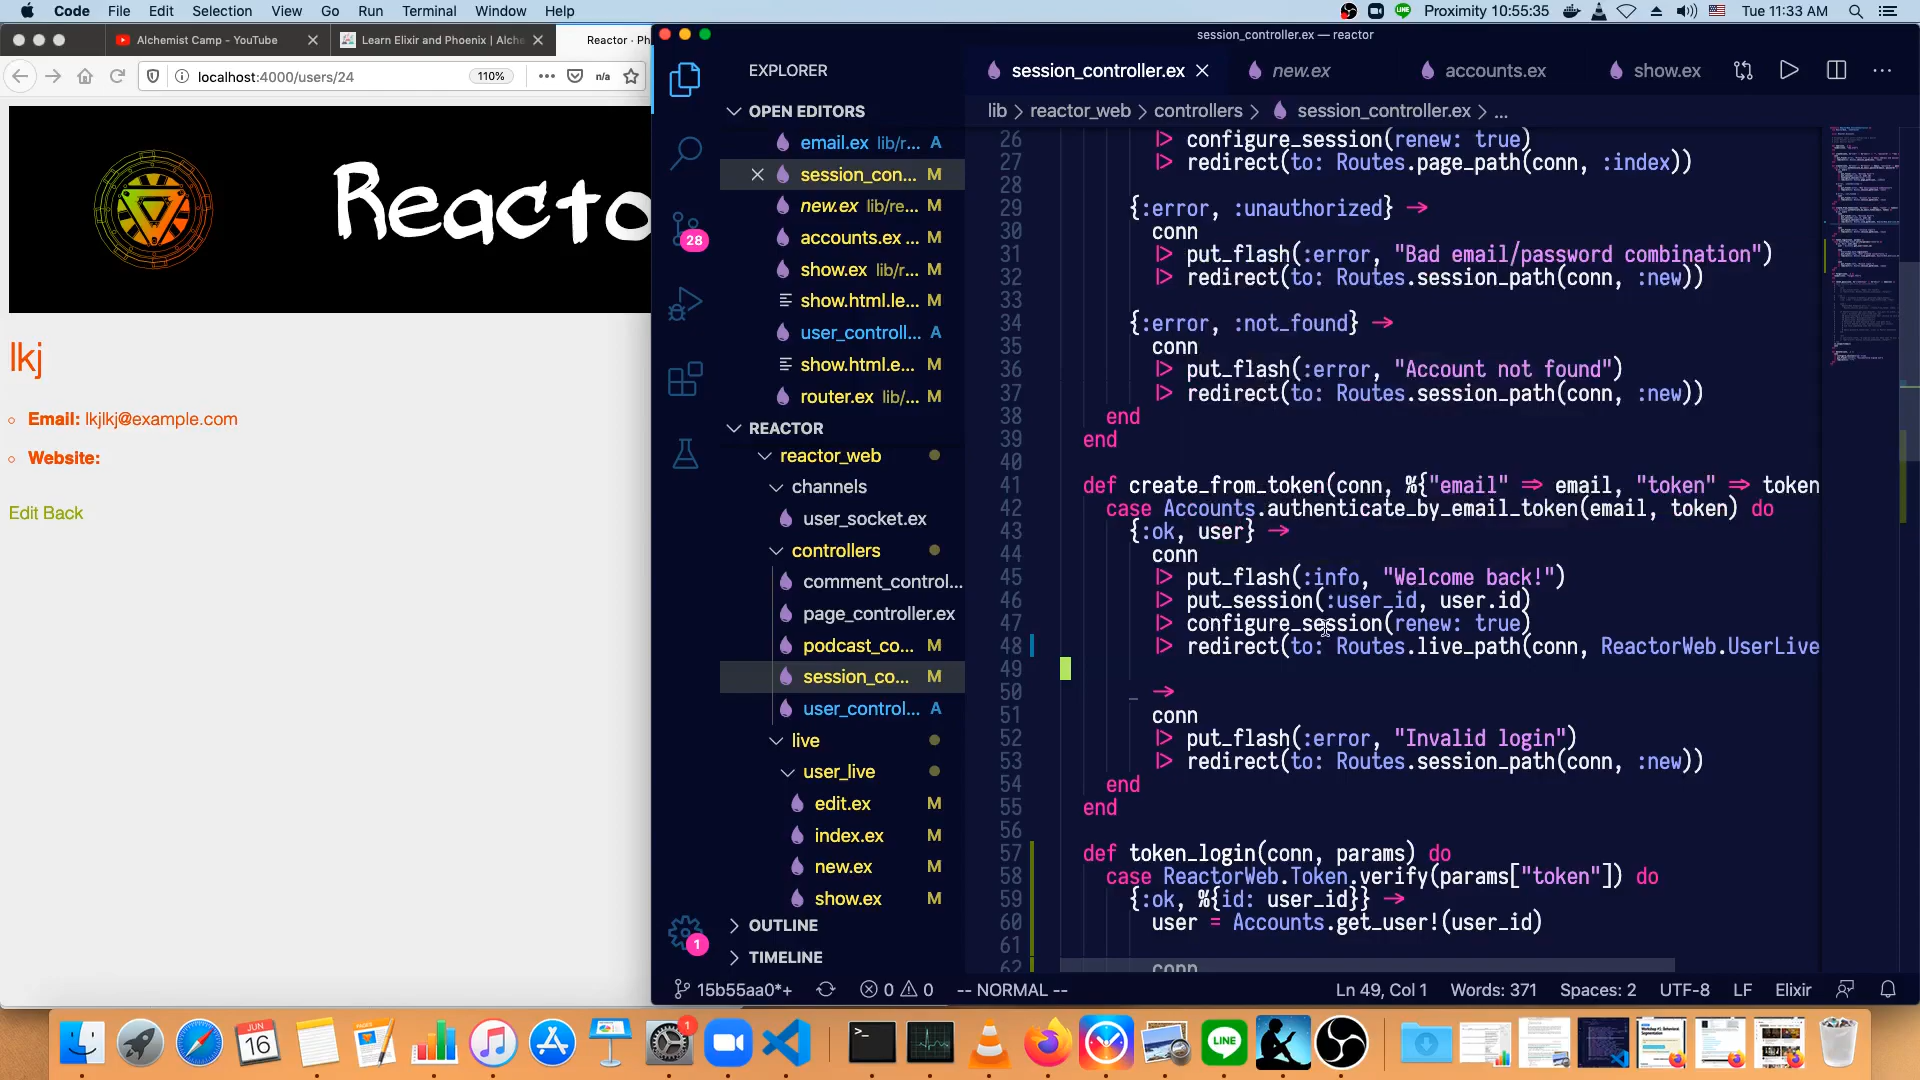 Code File Edit Selection View Go Run Terminal Window Help
Proximity 10:55:35
Tue 11:33 AM
Alchemist Camp - YouTube
Learn Elixir and Phoenix | Alche
Reactor · Ph
localhost:4000/users/24
110%
n/a
Reacto
lkj
Email: lkjlkj@example.com
Website:
Edit Back
session_controller.ex — reactor
EXPLORER
OPEN EDITORS
email.ex lib/r... A
session_con... M
new.ex lib/re... M
accounts.ex ... M
show.ex lib/r... M
show.html.le... M
user_controll... A
show.html.e... M
router.ex lib/... M
REACTOR
reactor_web
channels
user_socket.ex
controllers
comment_control...
page_controller.ex
podcast_co... M
session_co... M
user_control... A
live
user_live
edit.ex M
index.ex M
new.ex M
show.ex M
OUTLINE
TIMELINE
28
1
session_controller.ex
new.ex
accounts.ex
show.ex
lib > reactor_web > controllers > session_controller.ex > ...
26 |> configure_session(renew: true)
27 |> redirect(to: Routes.page_path(conn, :index))
28
29 {:error, :unauthorized} ->
30 conn
31 |> put_flash(:error, "Bad email/password combination")
32 |> redirect(to: Routes.session_path(conn, :new))
33
34 {:error, :not_found} ->
35 conn
36 |> put_flash(:error, "Account not found")
37 |> redirect(to: Routes.session_path(conn, :new))
38 end
39 end
40
41 def create_from_token(conn, %{"email" => email, "token" => token
42 case Accounts.authenticate_by_email_token(email, token) do
43 {:ok, user} ->
44 conn
45 |> put_flash(:info, "Welcome back!")
46 |> put_session(:user_id, user.id)
47 |> configure_session(renew: true)
48 |> redirect(to: Routes.live_path(conn, ReactorWeb.UserLive
49
50 _ ->
51 conn
52 |> put_flash(:error, "Invalid login")
53 |> redirect(to: Routes.session_path(conn, :new))
54 end
55 end
56
57 def token_login(conn, params) do
58 case ReactorWeb.Token.verify(params["token"]) do
59 {:ok, %{id: user_id}} ->
60 user = Accounts.get_user!(user_id)
61
62 conn
15b55aa0*+ 0 0 -- NORMAL -- Ln 49, Col 1 Words: 371 Spaces: 2 UTF-8 LF Elixir
JUN
16
1
LINE